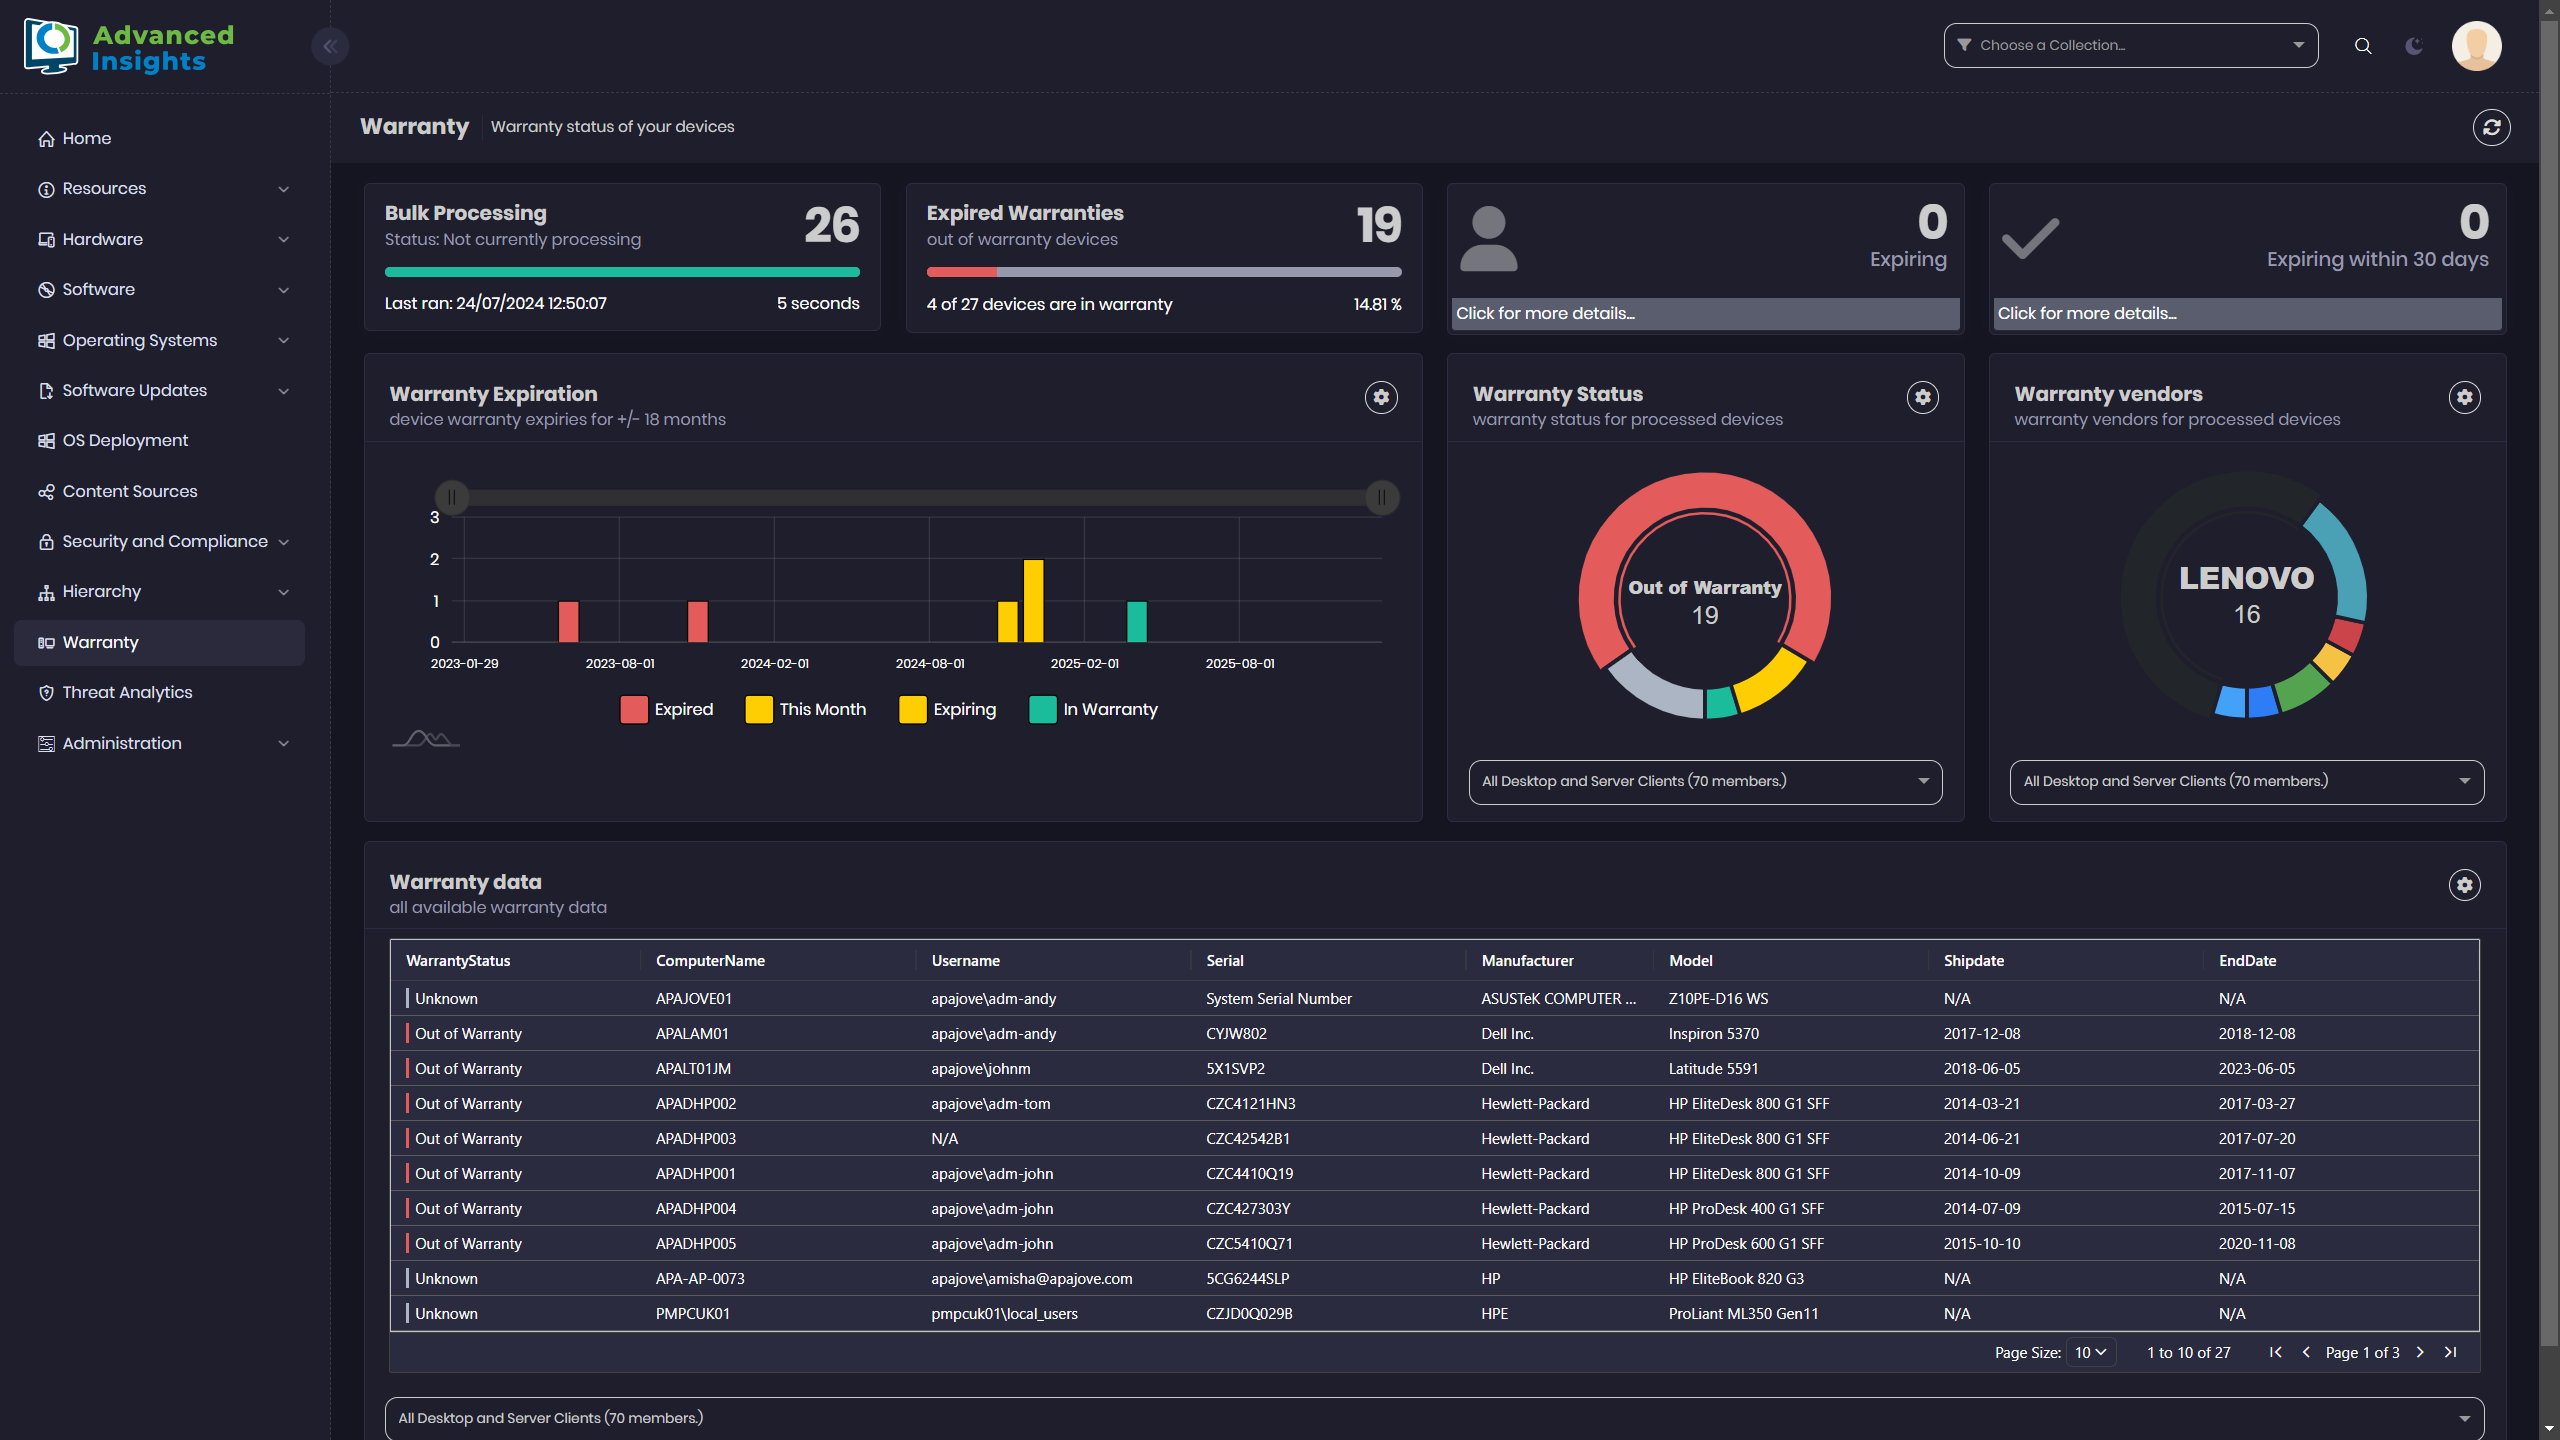 Advanced
Insights
Choose a Collection...
Home
Resources
Hardware
Software
Operating Systems
Software Updates
OS Deployment
Content Sources
Security and Compliance
Hierarchy
Warranty
Threat Analytics
Administration
Warranty Warranty status of your devices
Bulk Processing 26
Status: Not currently processing
Last ran: 24/07/2024 12:50:07 5 seconds
Expired Warranties 19
out of warranty devices
4 of 27 devices are in warranty 14.81 %
0
Expiring
Click for more details...
0
Expiring within 30 days
Click for more details...
Warranty Expiration
device warranty expiries for +/- 18 months
3
2
1
0
2023-01-29 2023-08-01 2024-02-01 2024-08-01 2025-02-01 2025-08-01
Expired This Month Expiring In Warranty
Warranty Status
warranty status for processed devices
Out of Warranty
19
All Desktop and Server Clients (70 members.)
Warranty vendors
warranty vendors for processed devices
LENOVO
16
All Desktop and Server Clients (70 members.)
Warranty data
all available warranty data
WarrantyStatus ComputerName Username Serial Manufacturer Model Shipdate EndDate
Unknown APAJOVE01 apajove\adm-andy System Serial Number ASUSTeK COMPUTER ... Z10PE-D16 WS N/A N/A
Out of Warranty APALAM01 apajove\adm-andy CYJW802 Dell Inc. Inspiron 5370 2017-12-08 2018-12-08
Out of Warranty APALT01JM apajove\johnm 5X1SVP2 Dell Inc. Latitude 5591 2018-06-05 2023-06-05
Out of Warranty APADHP002 apajove\adm-tom CZC4121HN3 Hewlett-Packard HP EliteDesk 800 G1 SFF 2014-03-21 2017-03-27
Out of Warranty APADHP003 N/A CZC42542B1 Hewlett-Packard HP EliteDesk 800 G1 SFF 2014-06-21 2017-07-20
Out of Warranty APADHP001 apajove\adm-john CZC4410Q19 Hewlett-Packard HP EliteDesk 800 G1 SFF 2014-10-09 2017-11-07
Out of Warranty APADHP004 apajove\adm-john CZC427303Y Hewlett-Packard HP ProDesk 400 G1 SFF 2014-07-09 2015-07-15
Out of Warranty APADHP005 apajove\adm-john CZC5410Q71 Hewlett-Packard HP ProDesk 600 G1 SFF 2015-10-10 2020-11-08
Unknown APA-AP-0073 apajove\amisha@apajove.com 5CG6244SLP HP HP EliteBook 820 G3 N/A N/A
Unknown PMPCUK01 pmpcuk01\local_users CZJD0Q029B HPE ProLiant ML350 Gen11 N/A N/A
Page Size: 10 1 to 10 of 27 Page 1 of 3
All Desktop and Server Clients (70 members.)